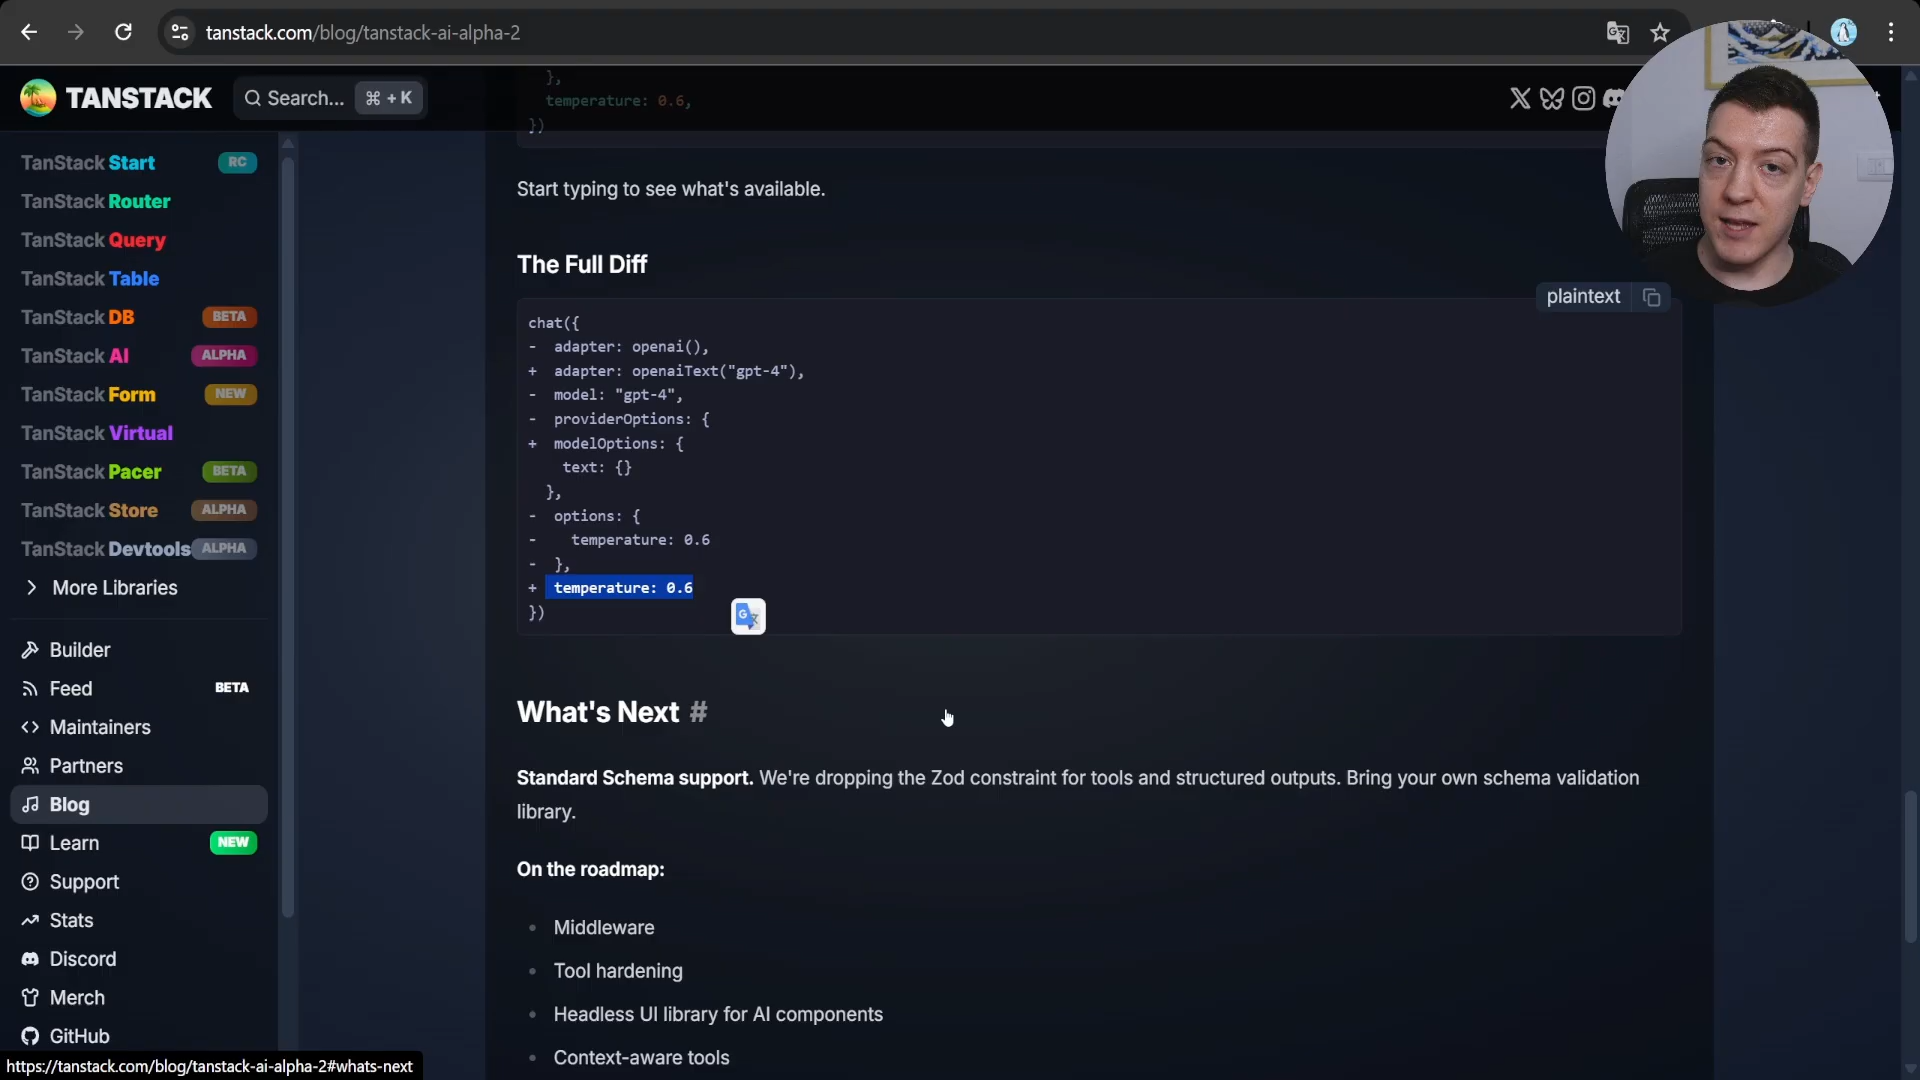 tanstack.com/blog/tanstack-ai-alpha-2
TANSTACK
Search...
⌘ + K
TanStack Start
RC
TanStack Router
TanStack Query
TanStack Table
TanStack DB
BETA
TanStack AI
ALPHA
TanStack Form
NEW
TanStack Virtual
TanStack Pacer
BETA
TanStack Store
ALPHA
TanStack Devtools
ALPHA
More Libraries
Builder
Feed
BETA
Maintainers
Partners
Blog
Learn
NEW
Support
Stats
Discord
Merch
GitHub
https://tanstack.com/blog/tanstack-ai-alpha-2#whats-next
},
temperature: 0.6,
})
Start typing to see what's available.
The Full Diff
plaintext
chat({
-  adapter: openai(),
+  adapter: openaiText("gpt-4"),
-  model: "gpt-4",
-  providerOptions: {
+  modelOptions: {
text: {}
},
-  options: {
-    temperature: 0.6
-  },
+  temperature: 0.6
})
What's Next #
Standard Schema support. We're dropping the Zod constraint for tools and structured outputs. Bring your own schema validation
library.
On the roadmap:
• Middleware
• Tool hardening
• Headless UI library for AI components
• Context-aware tools